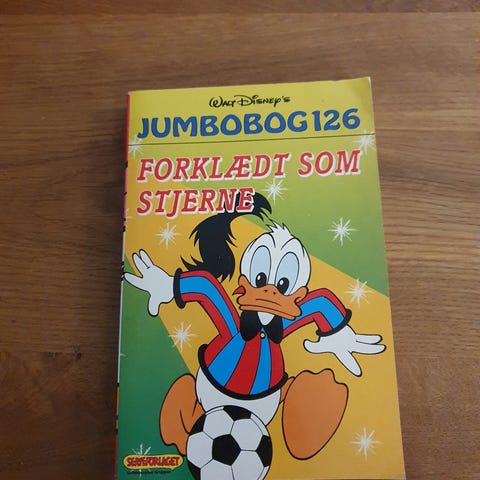 Walt Disney's
JUMBOBOG 126
FORKLÆDT SOM
STJERNE
SERIEFORLAGET